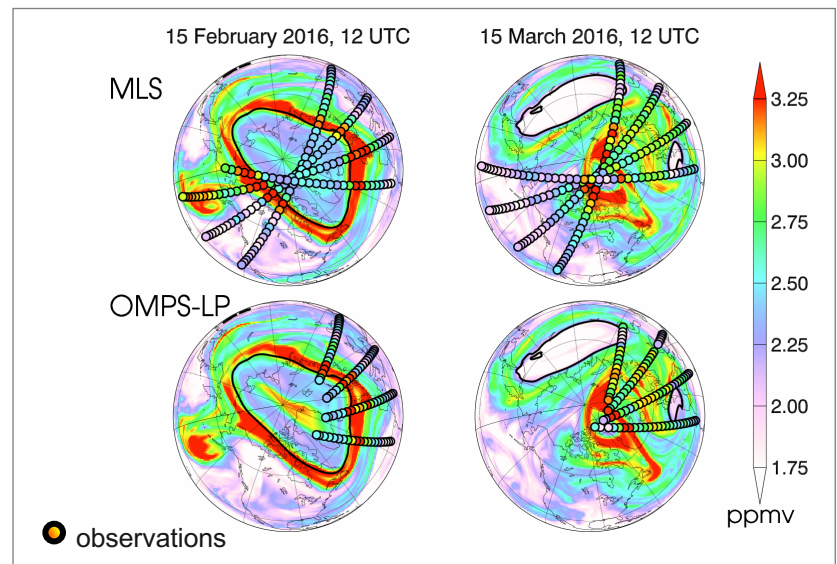 15 February 2016, 12 UTC
15 March 2016, 12 UTC
MLS
OMPS-LP
3.25
3.00
2.75
2.50
2.25
2.00
1.75
ppmv
observations